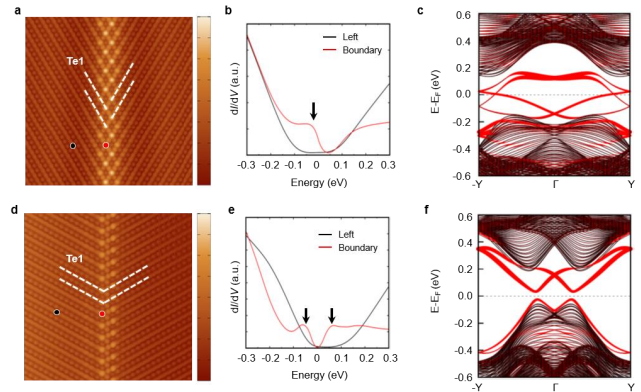 a
b
c
Te1
dI/dV (a.u.)
Left
Boundary
-0.3 -0.2 -0.1 0 0.1 0.2 0.3
Energy (eV)
E-E_F (eV)
0.6
0.4
0.2
0.0
-0.2
-0.4
-0.6
-Y Γ Y
d
e
f
Te1
dI/dV (a.u.)
Left
Boundary
-0.3 -0.2 -0.1 0 0.1 0.2 0.3
Energy (eV)
E-E_F (eV)
0.6
0.4
0.2
0.0
-0.2
-0.4
-0.6
-Y Γ Y